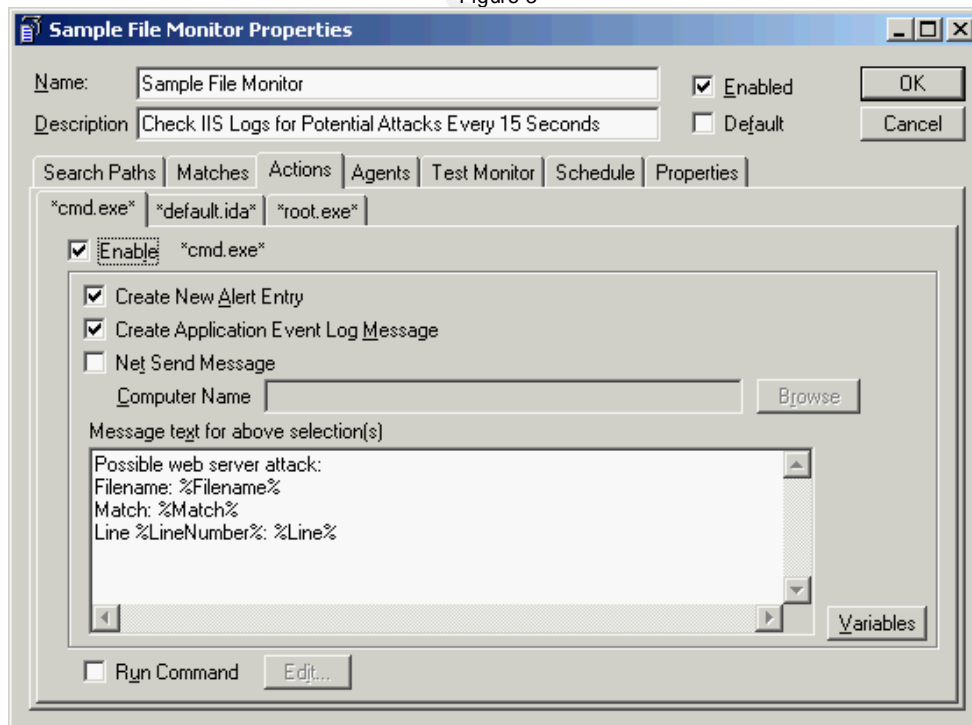 Sample File Monitor Properties
Name: Sample File Monitor Enabled OK
Description Check IIS Logs for Potential Attacks Every 15 Seconds Default Cancel
Search Paths Matches Actions Agents Test Monitor Schedule Properties
*cmd.exe* *default.ida* *root.exe*
Enable *cmd.exe*
Create New Alert Entry
Create Application Event Log Message
Net Send Message
Computer Name Browse
Message text for above selection(s)
Possible web server attack:
Filename: %Filename%
Match: %Match%
Line %LineNumber%: %Line%
Variables
Run Command Edit...